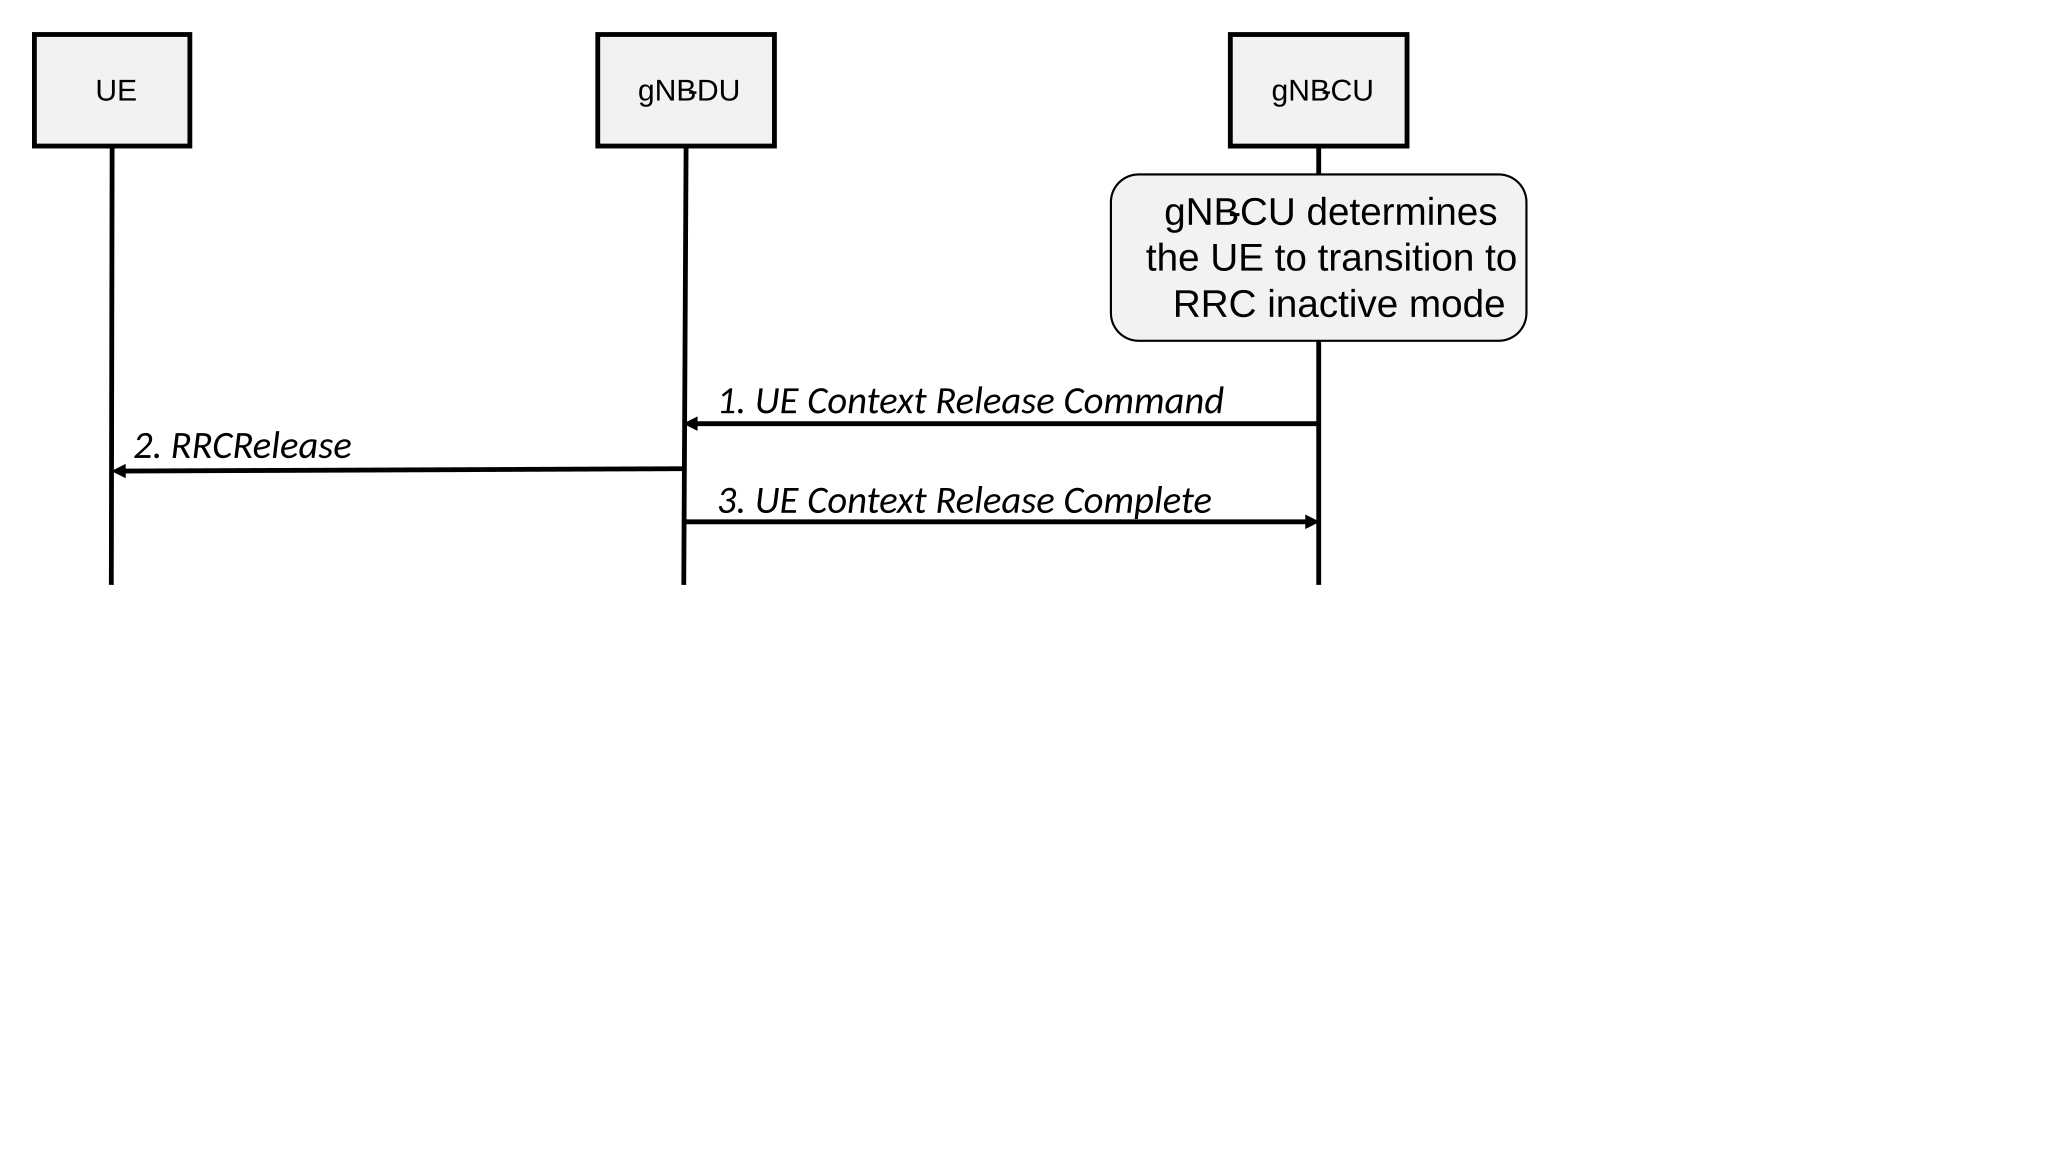 UE
gNB-DU
gNB-CU
gNB-CU determines
the UE to transition to
RRC inactive mode
1. UE Context Release Command
2. RRCRelease
3. UE Context Release Complete